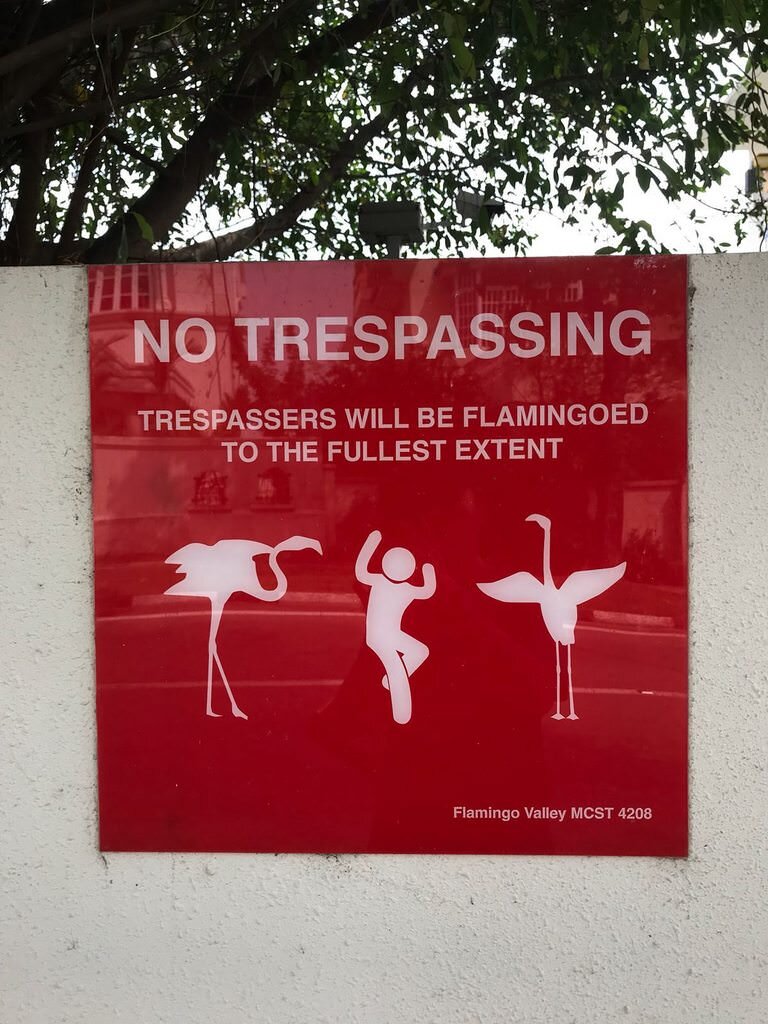 NO TRESPASSING
TRESPASSERS WILL BE FLAMINGOED
TO THE FULLEST EXTENT
Flamingo Valley MCST 4208